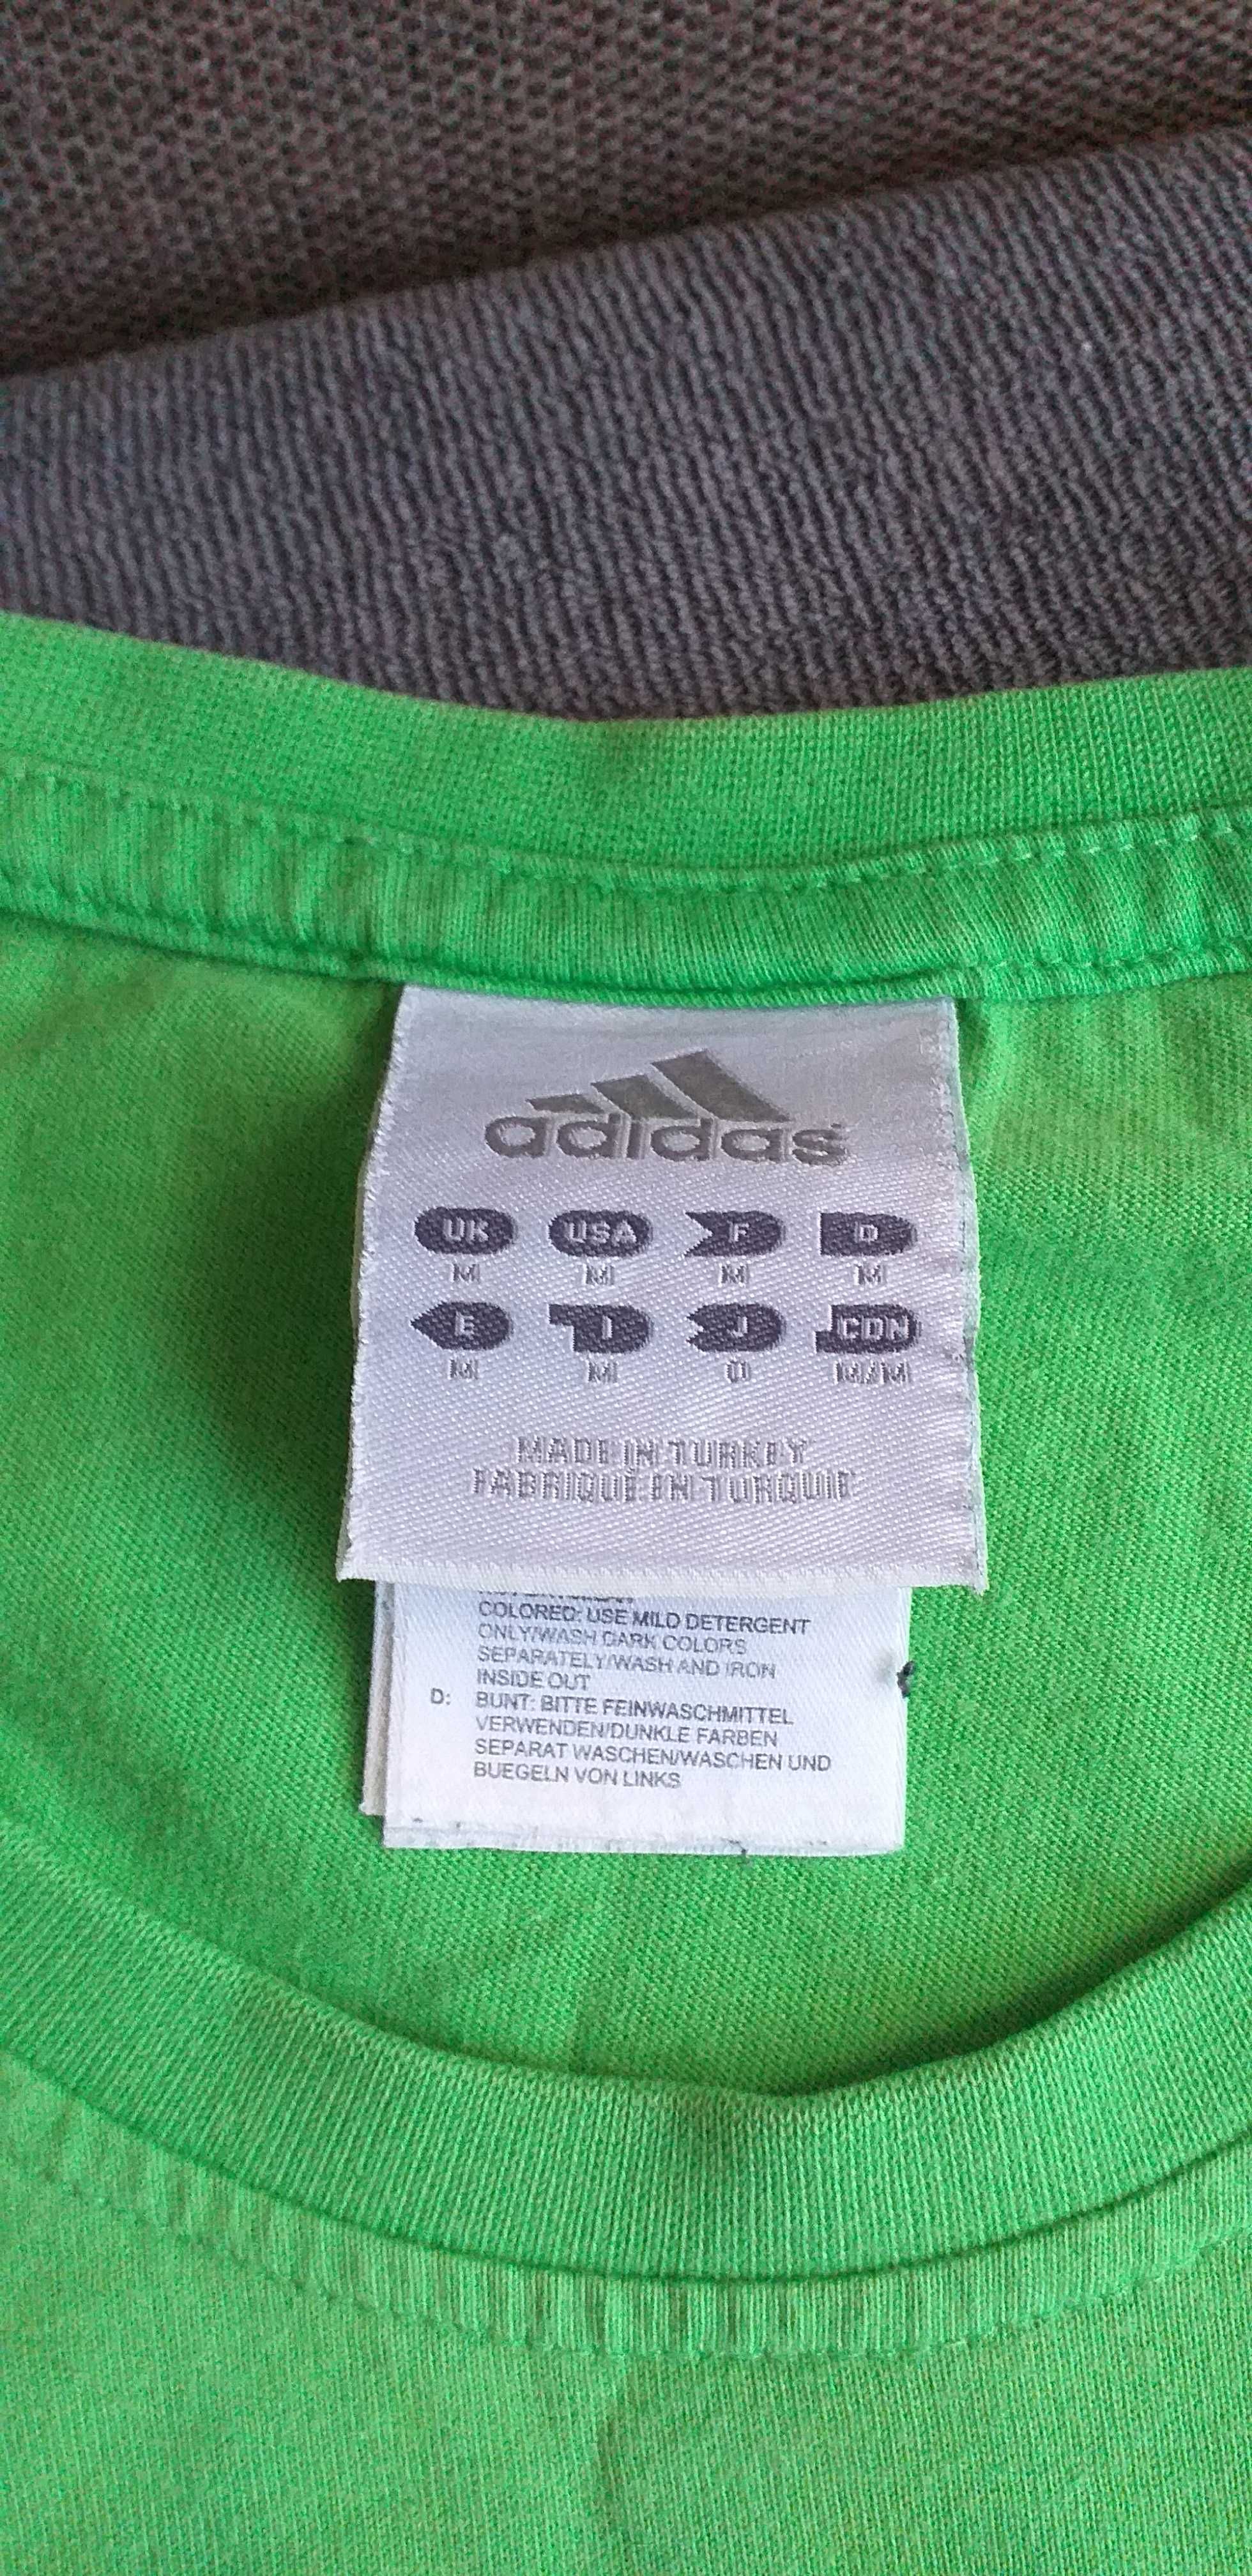 adidas
UK USA F D
M M M M
E I J CDN
M M O M/M
MADE IN TURKEY
FABRIQUÉ EN TURQUIE
COLORED: USE MILD DETERGENT
ONLY/WASH DARK COLORS
SEPARATELY/WASH AND IRON
INSIDE OUT
D: BUNT: BITTE FEINWASCHMITTEL
VERWENDEN/DUNKLE FARBEN
SEPARAT WASCHEN/WASCHEN UND
BUEGELN VON LINKS